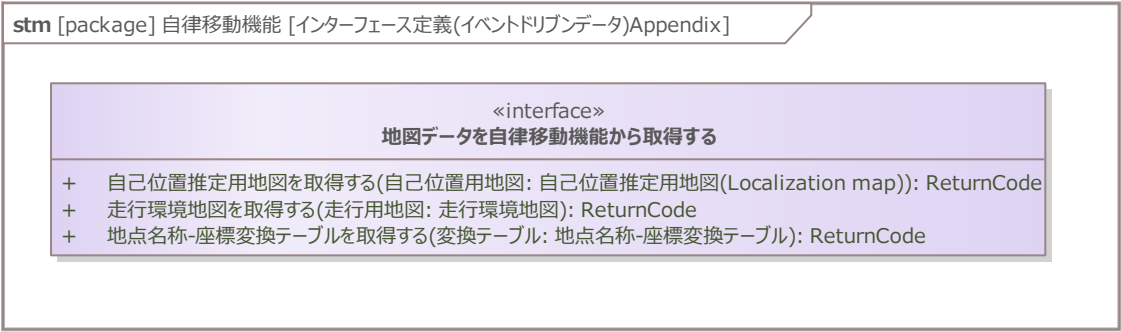 stm [package] 自律移動機能 [インターフェース定義(イベントドリブンデータ)Appendix]
«interface»
地図データを自律移動機能から取得する
+ 自己位置推定用地図を取得する(自己位置用地図: 自己位置推定用地図(Localization map)): ReturnCode
+ 走行環境地図を取得する(走行用地図: 走行環境地図): ReturnCode
+ 地点名称-座標変換テーブルを取得する(変換テーブル: 地点名称-座標変換テーブル): ReturnCode